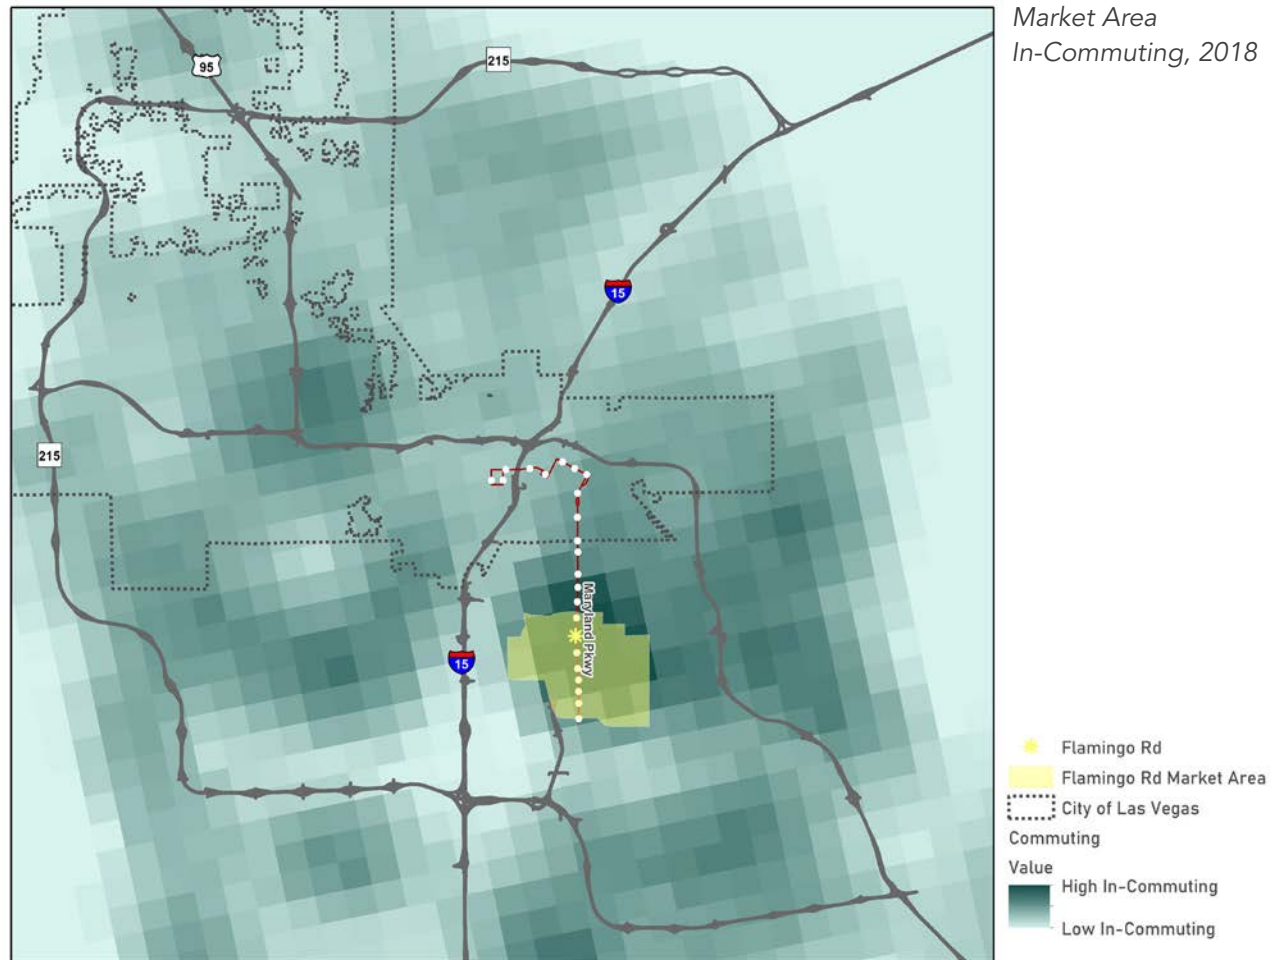 Market Area
In-Commuting, 2018
95
215
15
215
Maryland Pkwy
15
Flamingo Rd
Flamingo Rd Market Area
City of Las Vegas
Commuting
Value
High In-Commuting
Low In-Commuting